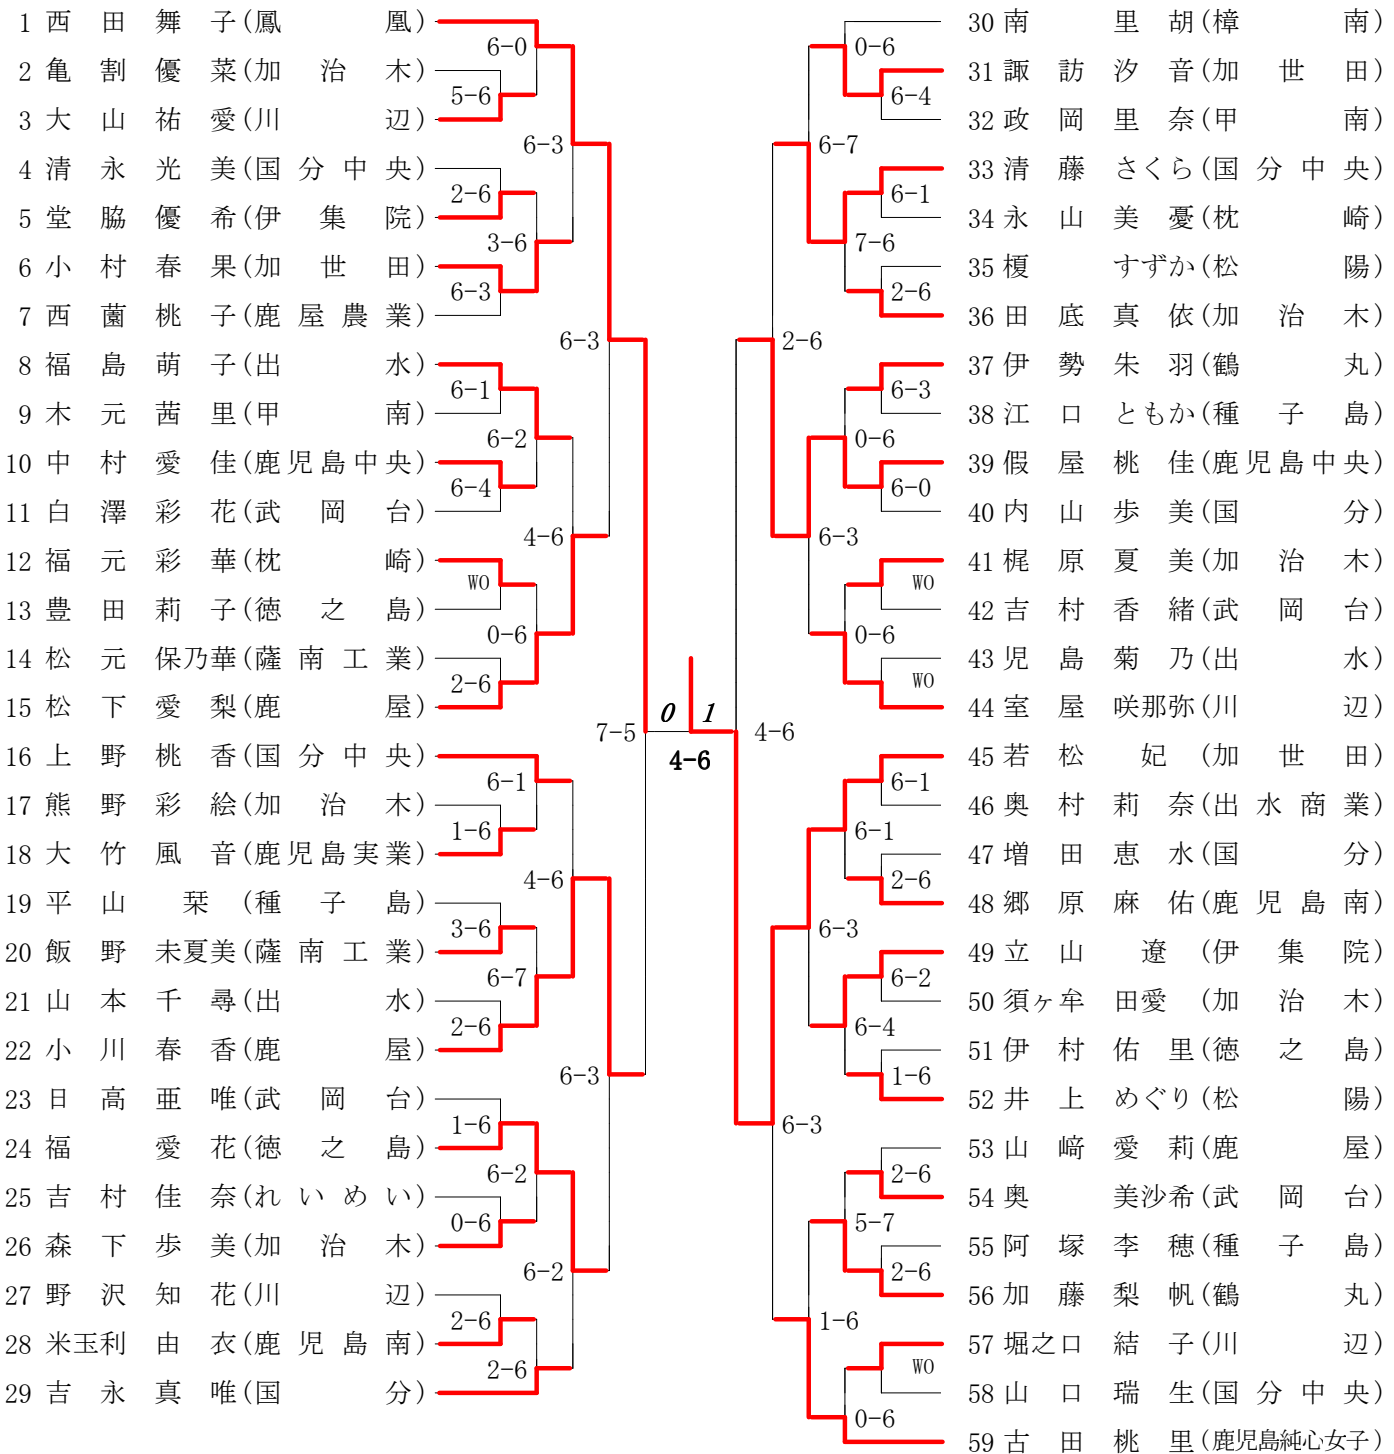 1 西田舞子(鳳凰)
6-0
2 亀割優菜(加治木)
5-6
3 大山祐愛(川辺)
6-3
4 清永光美(国分中央)
2-6
5 堂脇優希(伊集院)
3-6
6 小村春果(加世田)
6-3
7 西薗桃子(鹿屋農業)
6-3
8 福島萌子(出水)
6-1
9 木元茜里(甲南)
6-2
10 中村愛佳(鹿児島中央)
6-4
11 白澤彩花(武岡台)
4-6
12 福元彩華(枕崎)
WO
13 豊田莉子(徳之島)
0-6
14 松元保乃華(薩南工業)
2-6
15 松下愛梨(鹿屋)
7-5
16 上野桃香(国分中央)
6-1
17 熊野彩絵(加治木)
1-6
18 大竹風音(鹿児島実業)
4-6
19 平山栞(種子島)
3-6
20 飯野未夏美(薩南工業)
6-7
21 山本千尋(出水)
2-6
22 小川春香(鹿屋)
6-3
23 日高亜唯(武岡台)
1-6
24 福愛花(徳之島)
6-2
25 吉村佳奈(れいめい)
0-6
26 森下歩美(加治木)
6-2
27 野沢知花(川辺)
2-6
28 米玉利由衣(鹿児島南)
2-6
29 吉永真唯(国分)
0 1
4-6
30 南里胡(樟南)
0-6
31 諏訪汐音(加世田)
6-4
32 政岡里奈(甲南)
6-7
33 清藤さくら(国分中央)
6-1
34 永山美憂(枕崎)
7-6
35 榎すずか(松陽)
2-6
36 田底真依(加治木)
2-6
37 伊勢朱羽(鶴丸)
6-3
38 江口ともか(種子島)
0-6
39 假屋桃佳(鹿児島中央)
6-0
40 内山歩美(国分)
6-3
41 梶原夏美(加治木)
WO
42 吉村香緒(武岡台)
0-6
43 児島菊乃(出水)
WO
44 室屋咲那弥(川辺)
4-6
45 若松妃(加世田)
6-1
46 奥村莉奈(出水商業)
6-1
47 増田恵水(国分)
2-6
48 郷原麻佑(鹿児島南)
6-3
49 立山遼(伊集院)
6-2
50 須ヶ牟田愛(加治木)
6-4
51 伊村佑里(徳之島)
1-6
52 井上めぐり(松陽)
6-3
53 山﨑愛莉(鹿屋)
2-6
54 奥美沙希(武岡台)
5-7
55 阿塚李穂(種子島)
2-6
56 加藤梨帆(鶴丸)
1-6
57 堀之口結子(川辺)
WO
58 山口瑞生(国分中央)
0-6
59 古田桃里(鹿児島純心女子)